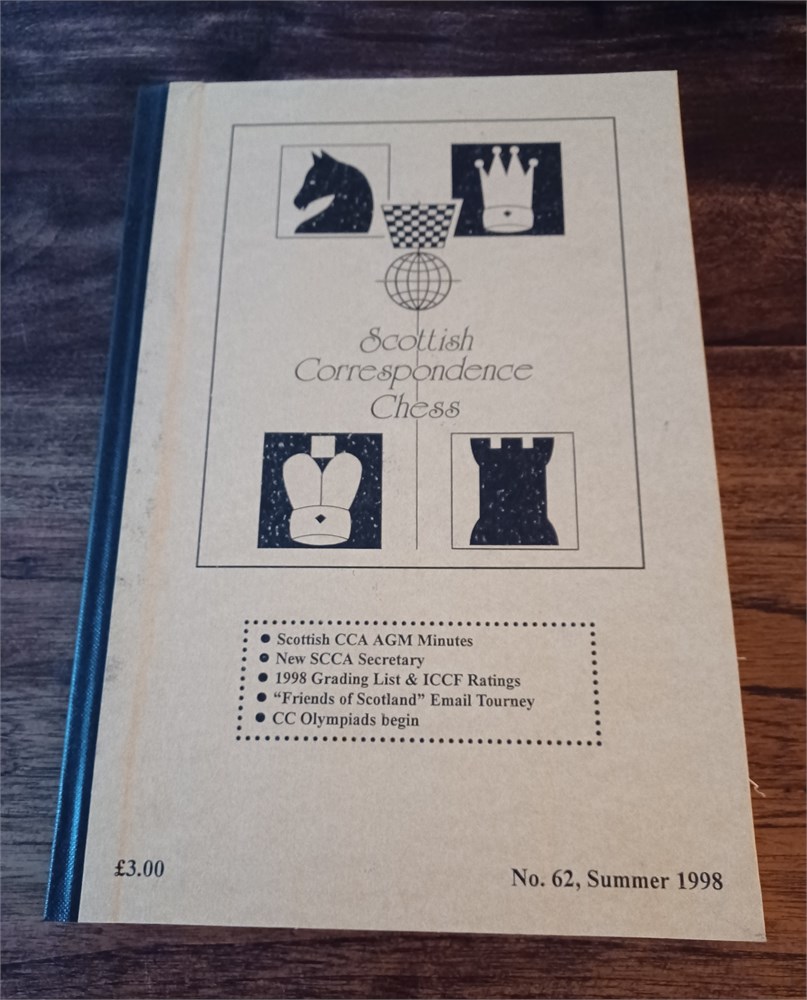 Scottish
Correspondence
Chess
● Scottish CCA AGM Minutes
● New SCCA Secretary
● 1998 Grading List & ICCF Ratings
● “Friends of Scotland” Email Tourney
● CC Olympiads begin
£3.00
No. 62, Summer 1998